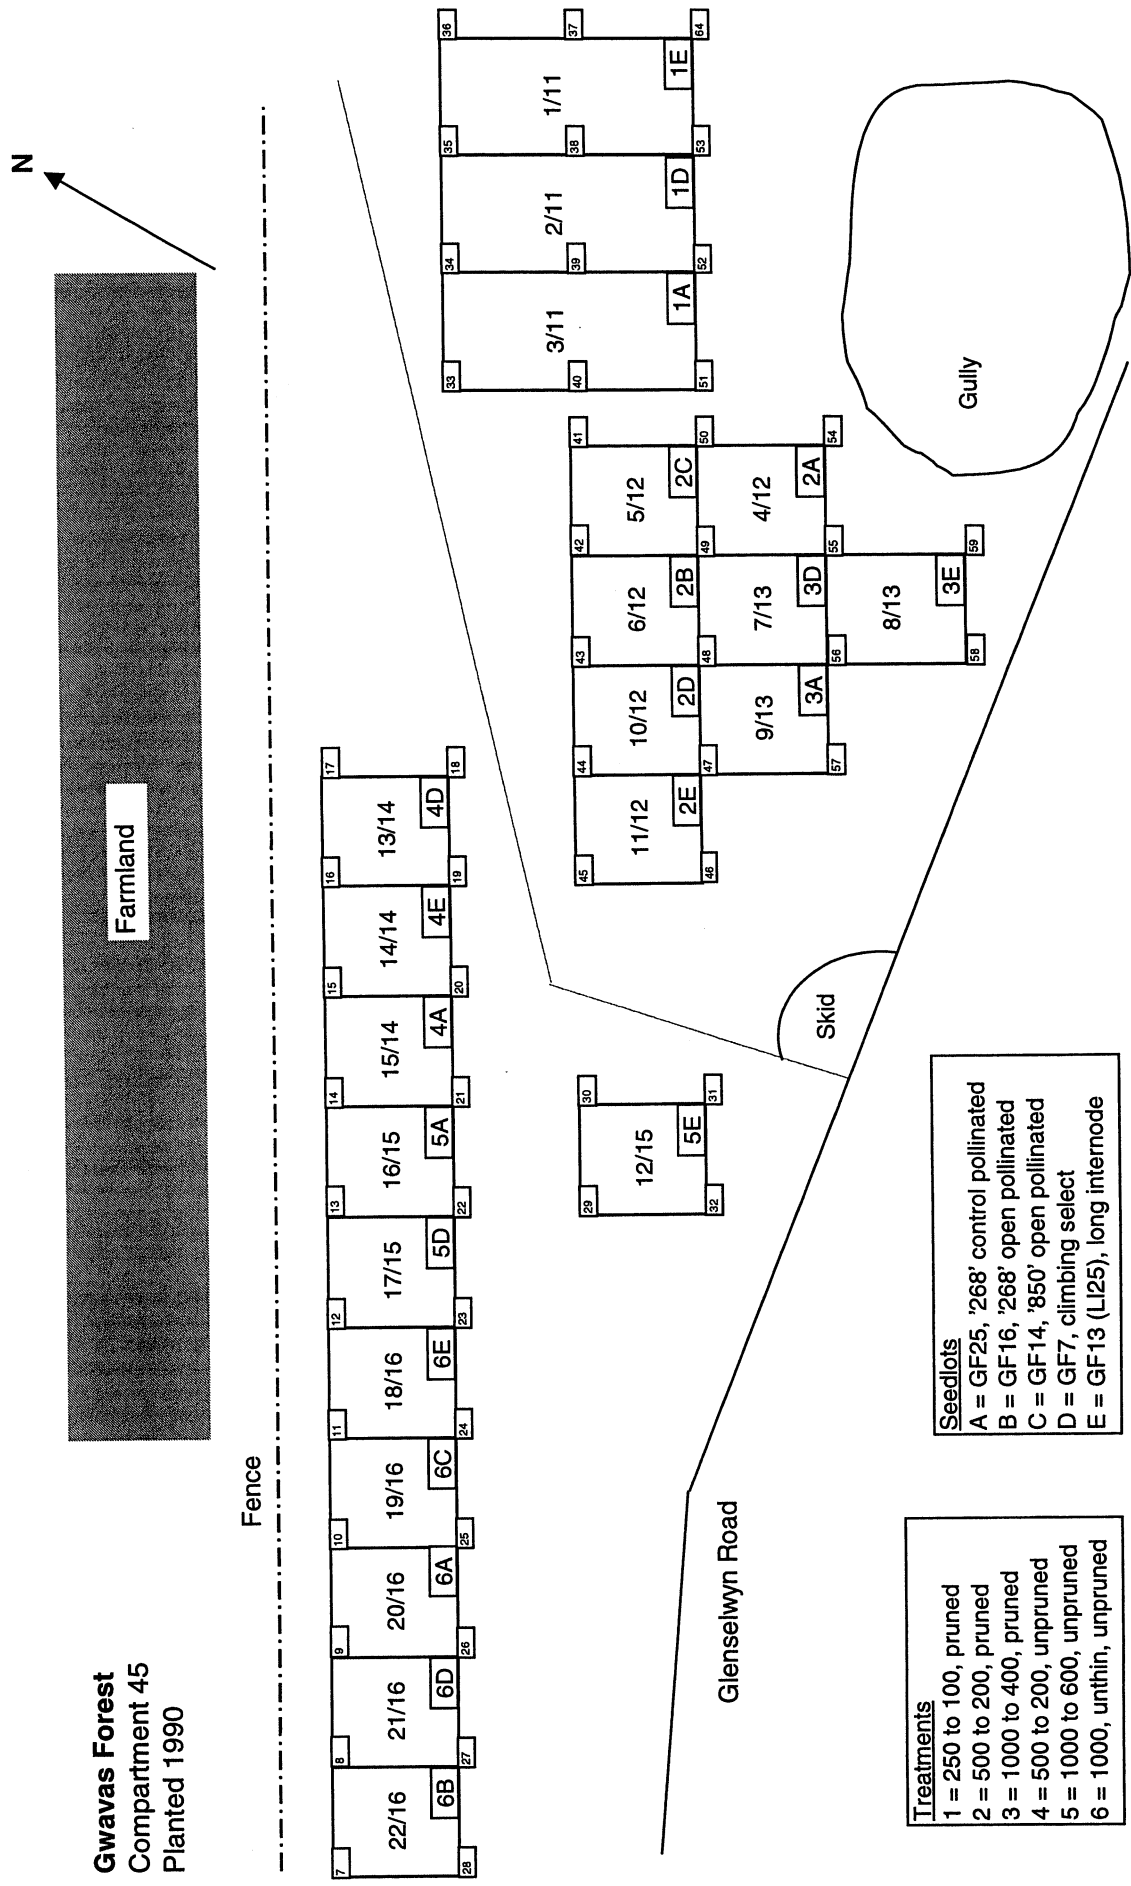 Gwavas Forest
Compartment 45
Planted 1990
Farmland
N
Fence
7
8
9
10
11
12
13
14
15
16
17
22/16
21/16
20/16
19/16
18/16
17/15
16/15
15/14
14/14
13/14
6B
6D
6A
6C
6E
5D
5A
4A
4E
4D
28
27
26
25
24
23
22
21
20
19
18
33
34
35
36
3/11
2/11
1/11
40
39
38
37
1A
1D
1E
51
52
53
64
29
30
12/15
5E
32
31
45
44
43
42
41
11/12
10/12
6/12
5/12
2E
2D
2B
2C
46
47
48
49
50
9/13
7/13
4/12
3A
3D
2A
57
56
55
54
8/13
3E
58
59
Glenselwyn Road
Skid
Gully
Treatments
1 = 250 to 100, pruned
2 = 500 to 200, pruned
3 = 1000 to 400, pruned
4 = 500 to 200, unpruned
5 = 1000 to 600, unpruned
6 = 1000, unthin, unpruned
Seedlots
A = GF25, '268' control pollinated
B = GF16, '268' open pollinated
C = GF14, '850' open pollinated
D = GF7, climbing select
E = GF13 (LI25), long internode